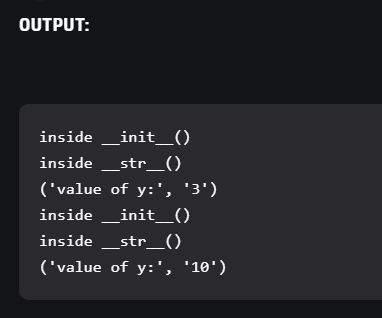 OUTPUT:
inside __init__()
inside __str__()
('value of y:', '3')
inside __init__()
inside __str__()
('value of y:', '10')